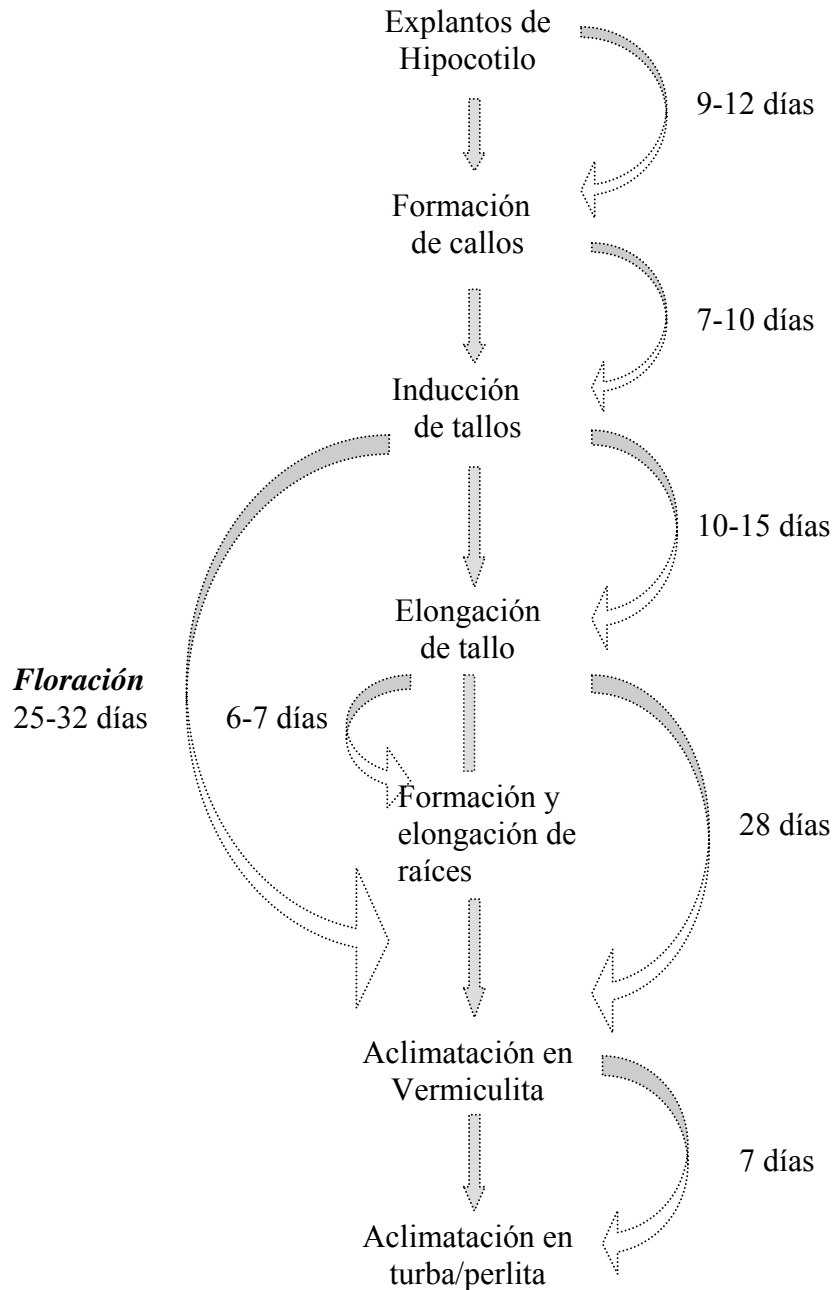 Explantos de
Hipocotilo
9-12 días
Formación
de callos
7-10 días
Inducción
de tallos
10-15 días
Elongación
de tallo
Floración
25-32 días
6-7 días
Formación y
elongación de
raíces
28 días
Aclimatación en
Vermiculita
7 días
Aclimatación en
turba/perlita